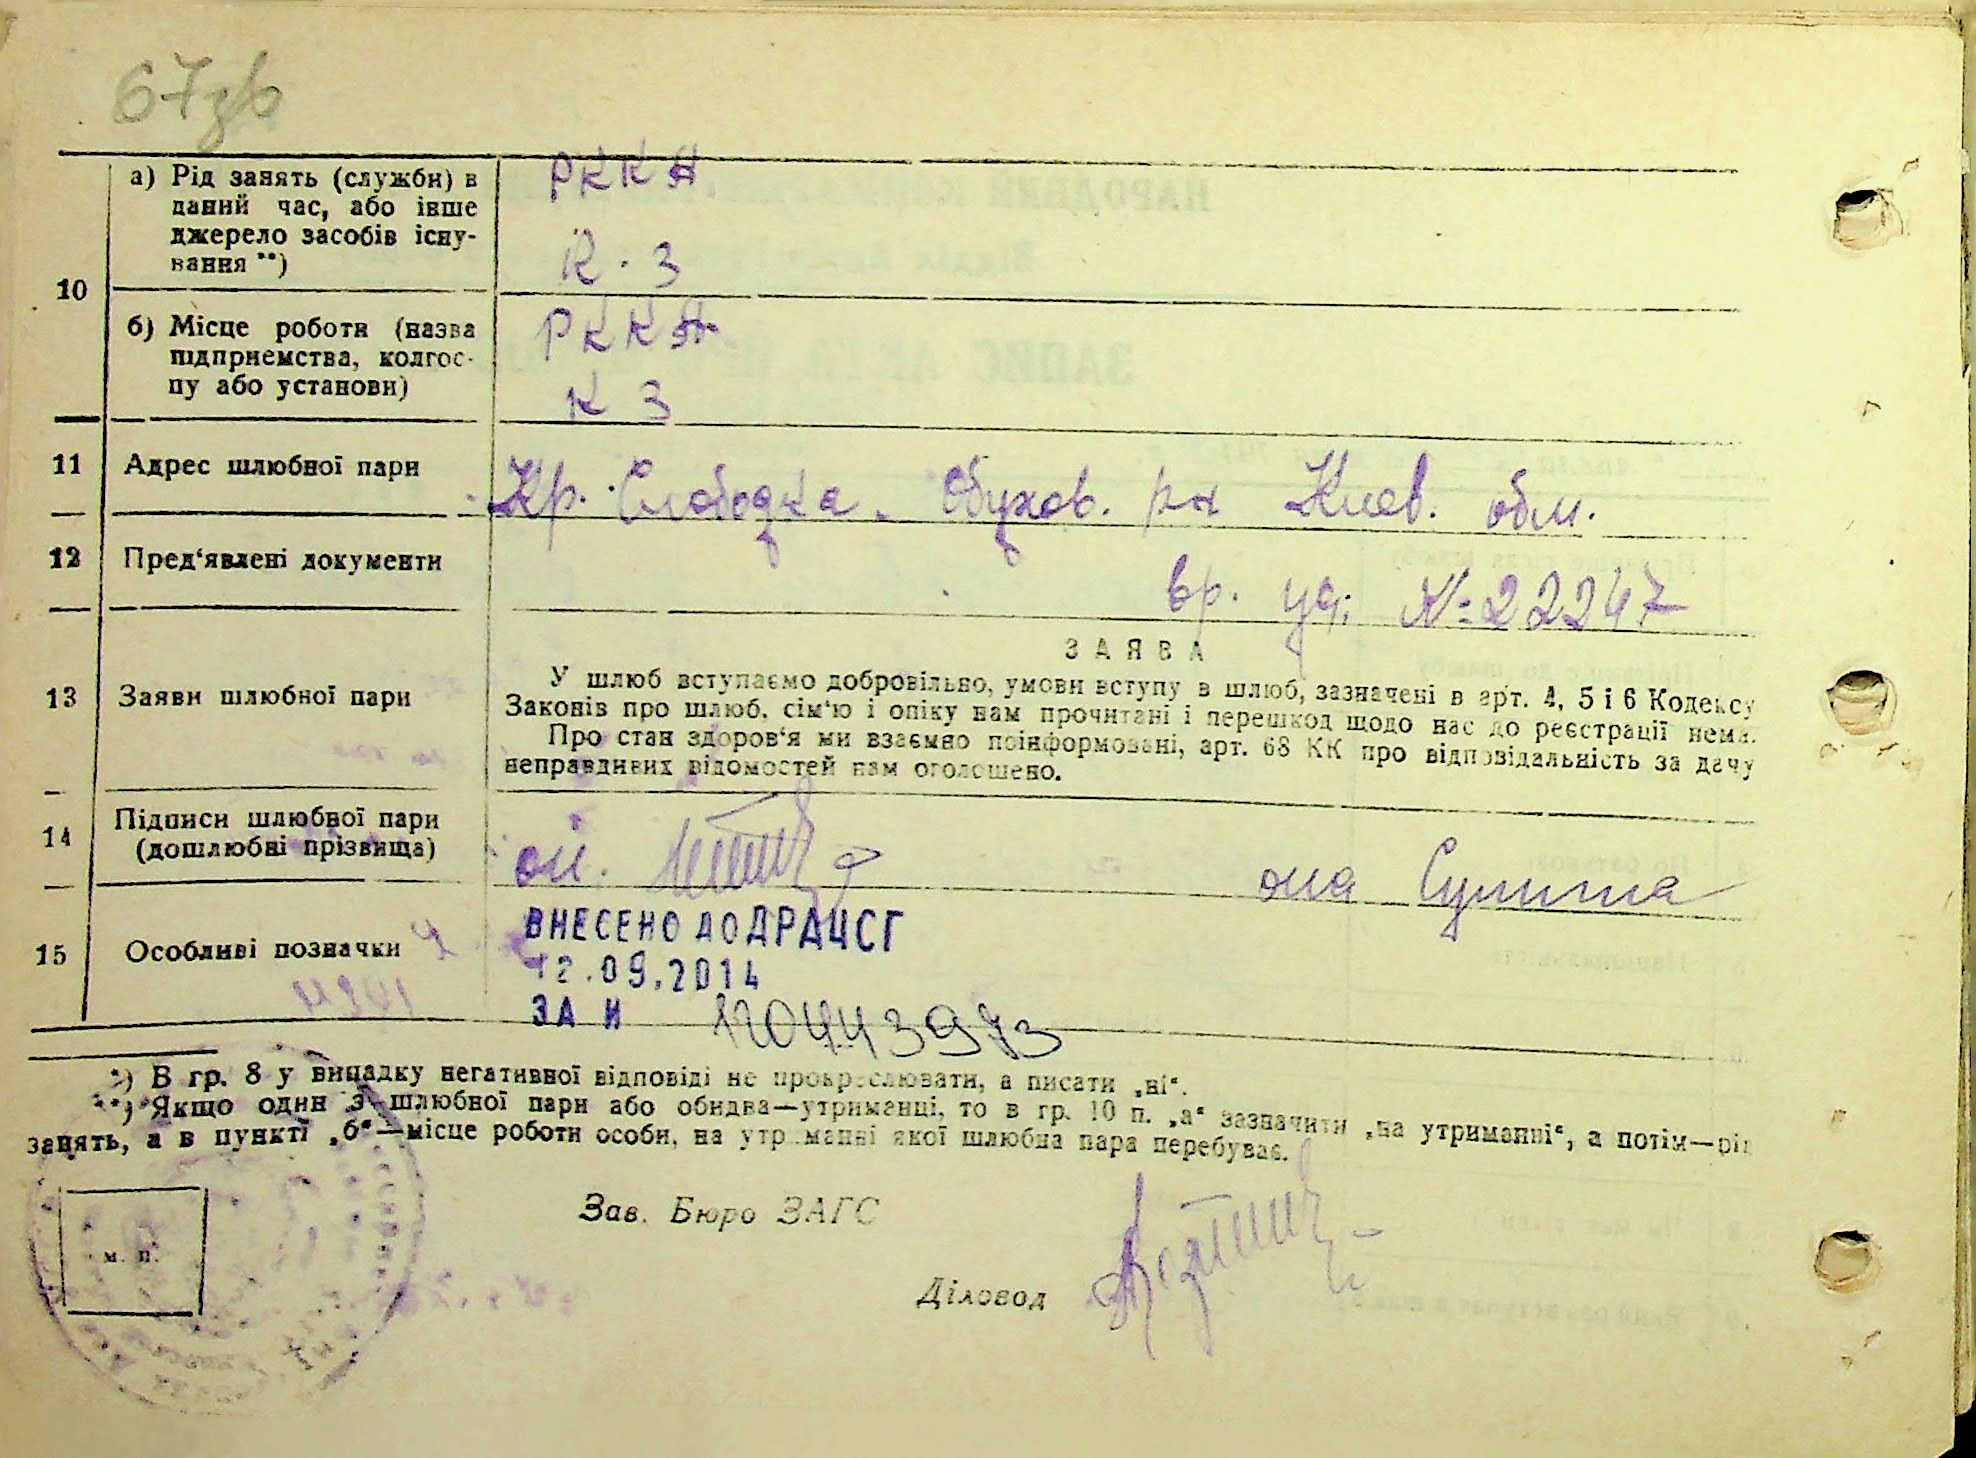 67зв
а) Рід занять (служби) в
даний час, або інше
джерело засобів існу-
вання **)
РККА
К. З
10
б) Місце роботи (назва
підприємства, колгос-
пу або установи)
РККА
К З
11 Адрес шлюбної пари
Кр. Слободка. Обухов. рн Киев. обл.
12 Пред‘явлені документи
вр. уд. № 22247
13 Заяви шлюбної пари
ЗАЯВА
У шлюб вступаємо добровільно, умови вступу в шлюб, зазначені в арт. 4, 5 і 6 Кодексу
Законів про шлюб. сім‘ю і опіку нам прочитані і перешкод щодо нас до реєстрації нема.
Про стан здоров‘я ми взаємно поінформовані, арт. 68 КК про відповідальність за дачу
неправдивих відомостей нам оголошено.
14 Підписи шлюбної пари
(дошлюбні прізвища)
он. она
15 Особливі позначки
ВНЕСЕНО ДО ДРАЦСГ
12.09.2014
ЗА N
*) В гр. 8 у випадку негативної відповіді не прокреслювати, а писати „ні“.
**) Якщо один з шлюбної пари або обидва—утриманці, то в гр. 10 п. „а“ зазначити „на утриманні“, а потім—рід
занять, а в пункті „б“—місце роботи особи, на утриманні якої шлюбна пара перебуває.
Зав. Бюро ЗАГС
м. п.
Діловод